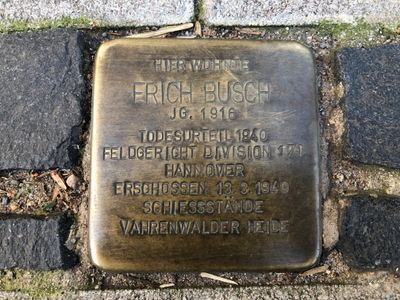 HIER WOHNTE
ERICH BUSCH
JG. 1916
TODESURTEIL 1940
FELDGERICHT DIVISION 171
HANNOVER
ERSCHOSSEN 13.8.1940
SCHIESSSTÄNDE
VAHRENWALDER HEIDE